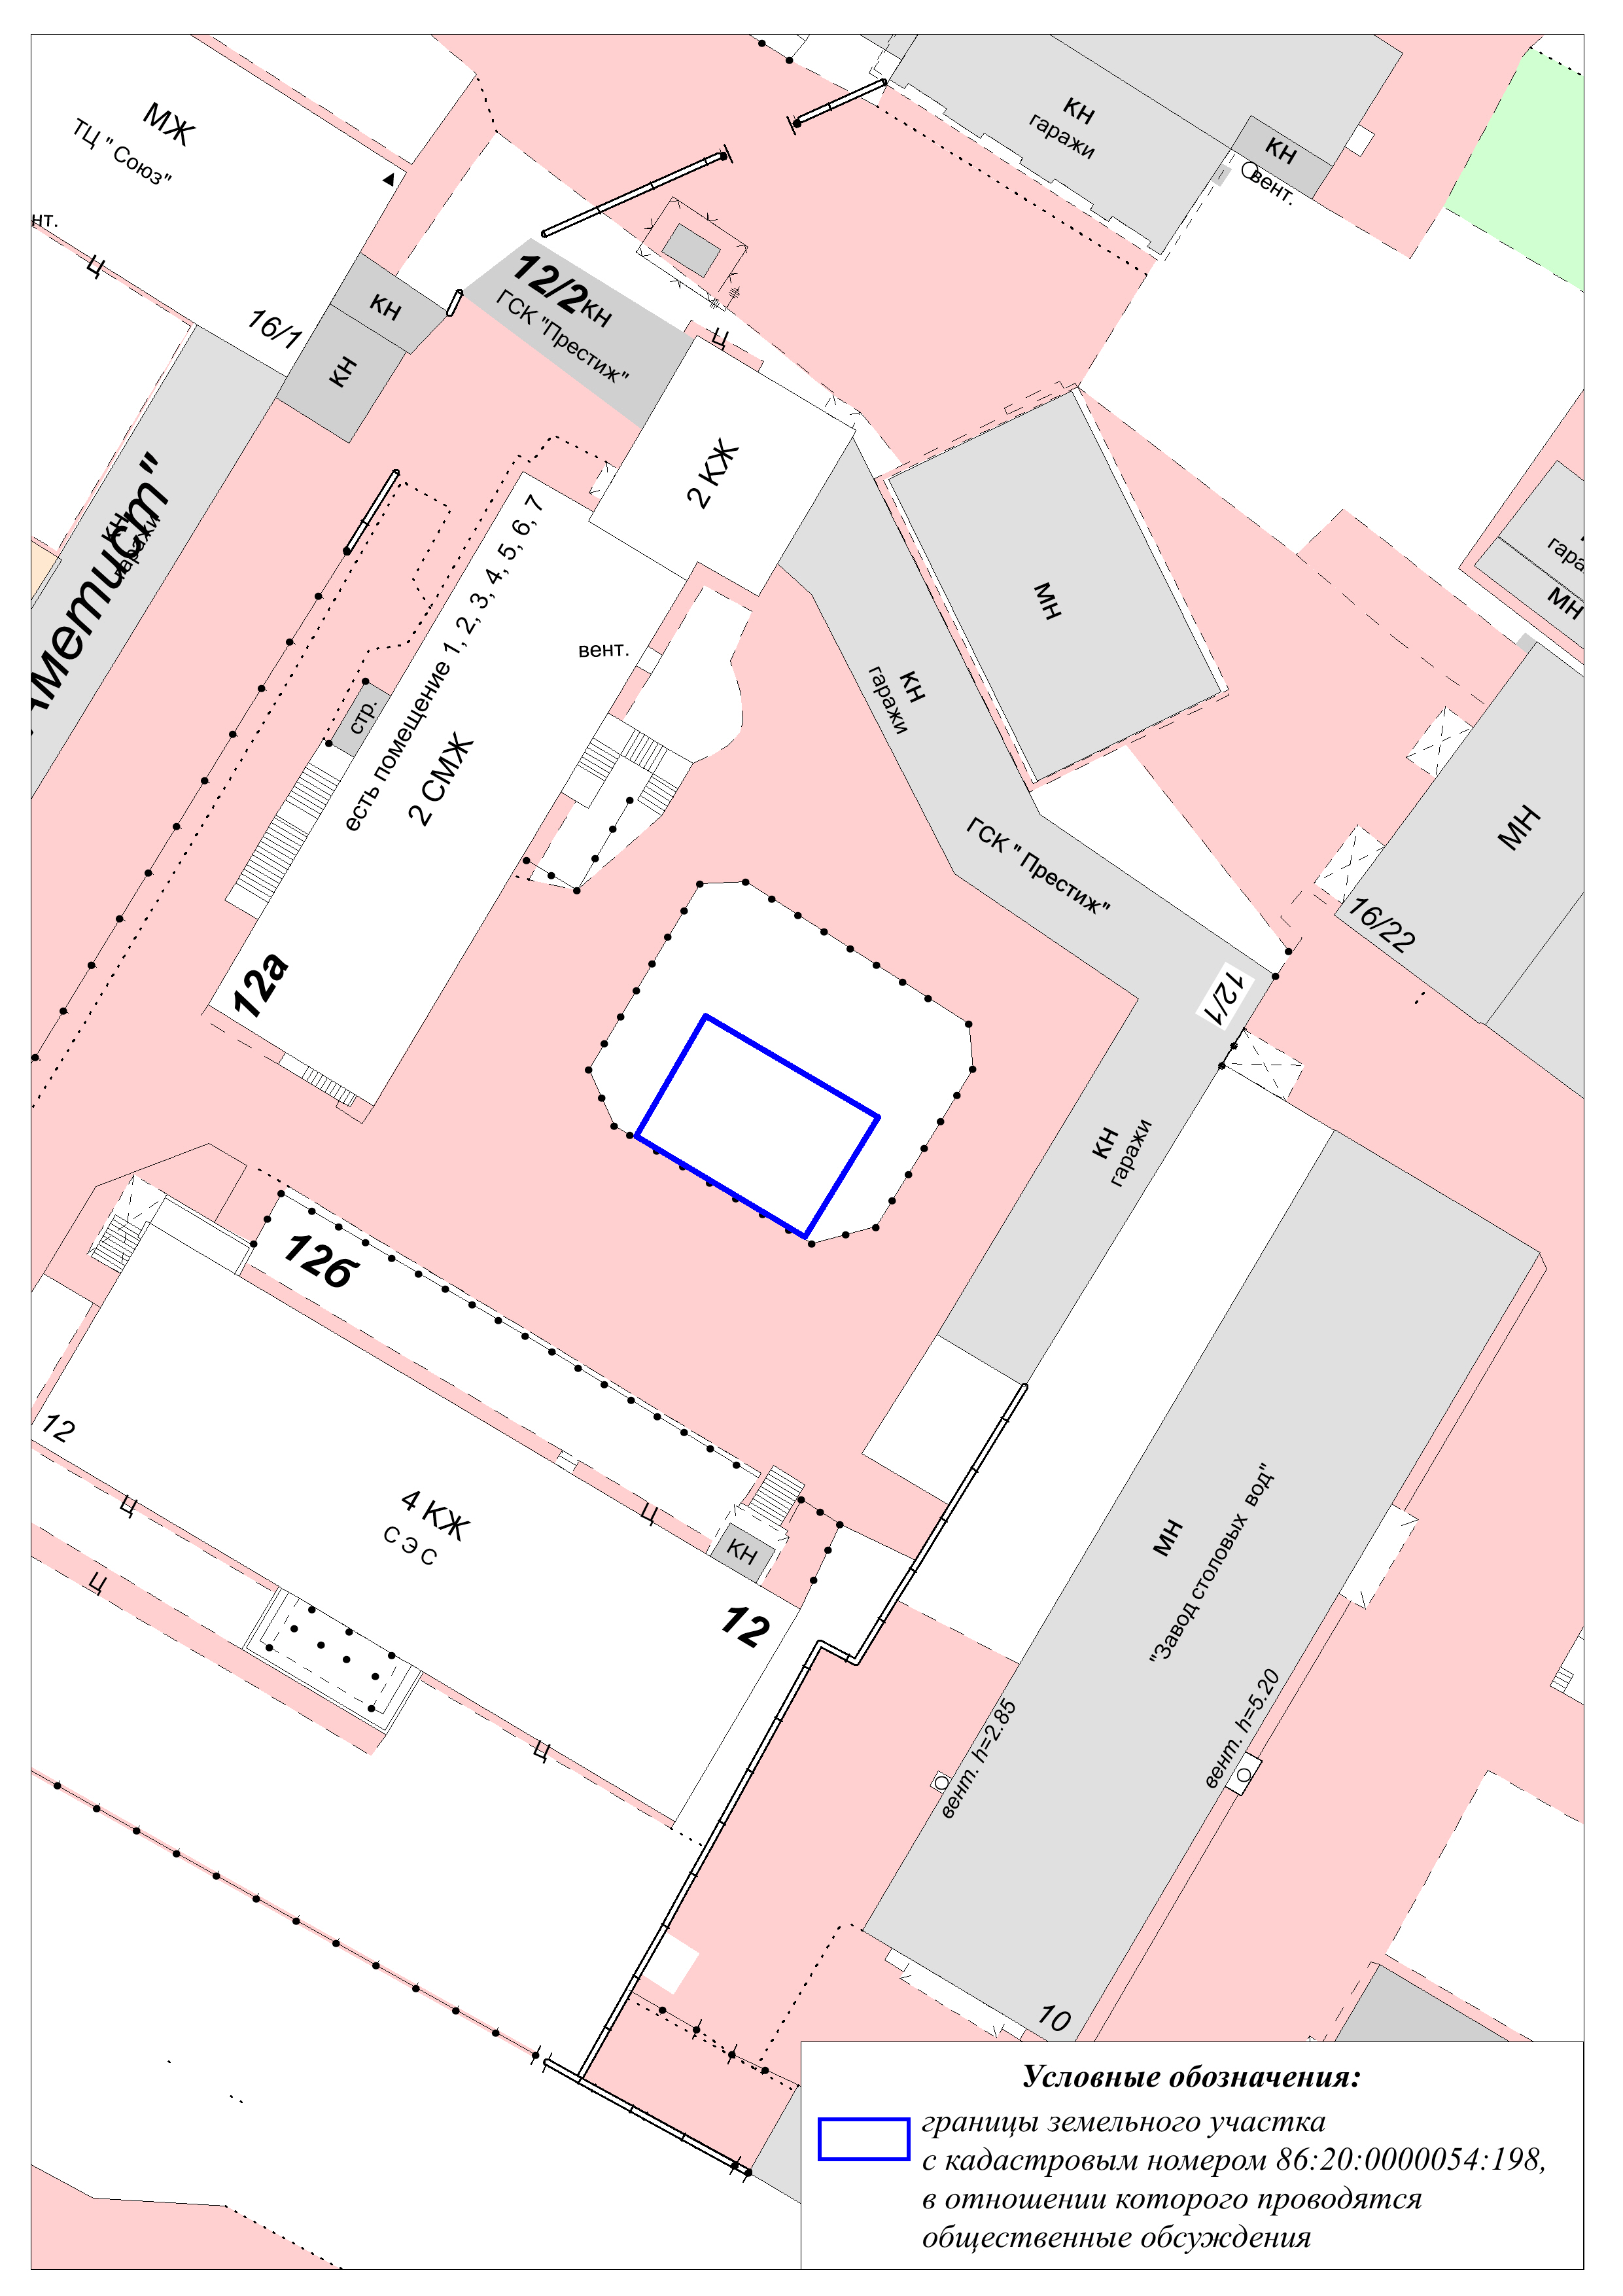 МЖ
ТЦ "Союз"
нт.
Ц
16/1
КН
КН
12/2
КН
ГСК "Престиж"
Ц
КН
гаражи
КН
вент.
КН
гаражи
2 КЖ
МН
МН
есть помещение 1, 2, 3, 4, 5, 6, 7
вент.
стр.
2 СМЖ
КН
гаражи
МН
ГСК "Престиж"
16/22
12а
12/1
КН
гаражи
12б
12
4 КЖ
СЭС
Ц
Ц
Ц
Ц
КН
12
МН
"Завод столовых вод"
вент. h=2.85
вент. h=5.20
10
Условные обозначения:
границы земельного участка
с кадастровым номером 86:20:0000054:198,
в отношении которого проводятся
общественные обсуждения